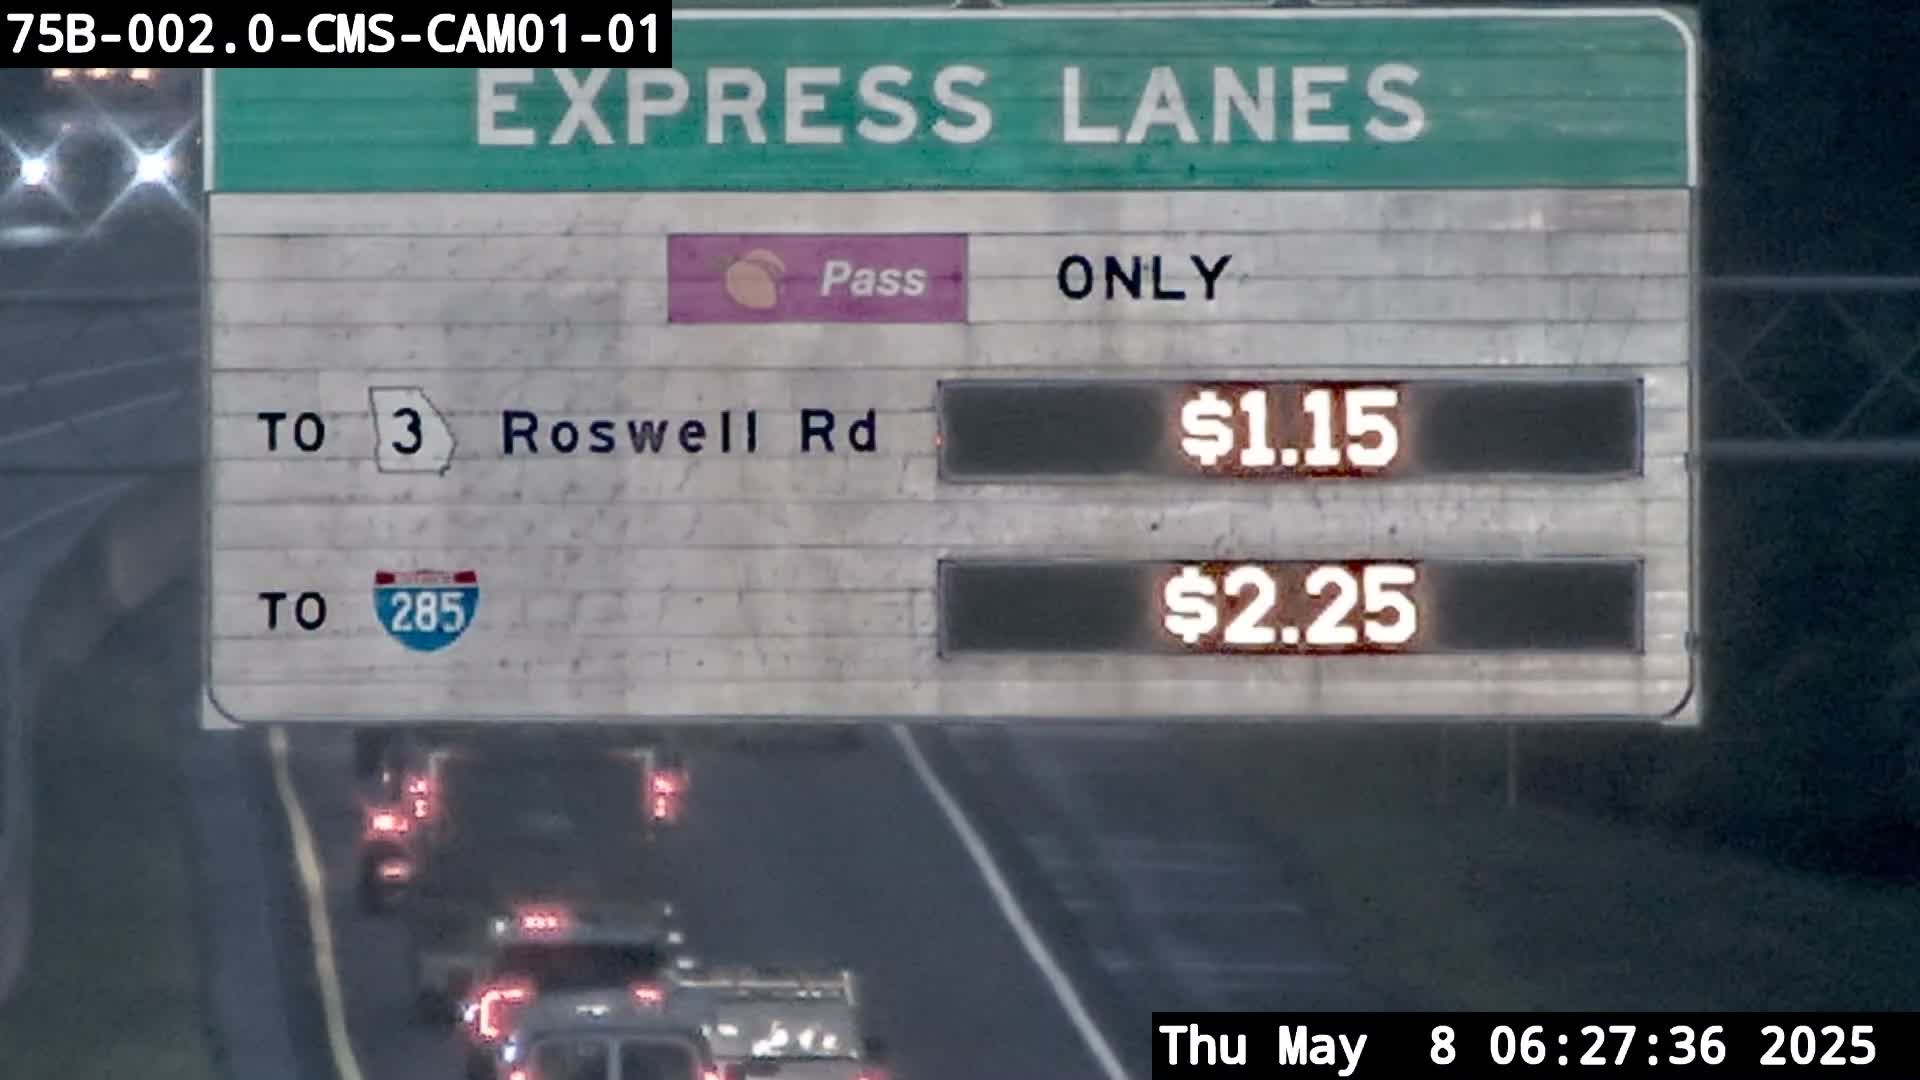 75B-002.0-CMS-CAM01-01
EXPRESS LANES
Pass ONLY
TO 3 Roswell Rd $1.15
TO 285 $2.25
Thu May 8 06:27:36 2025